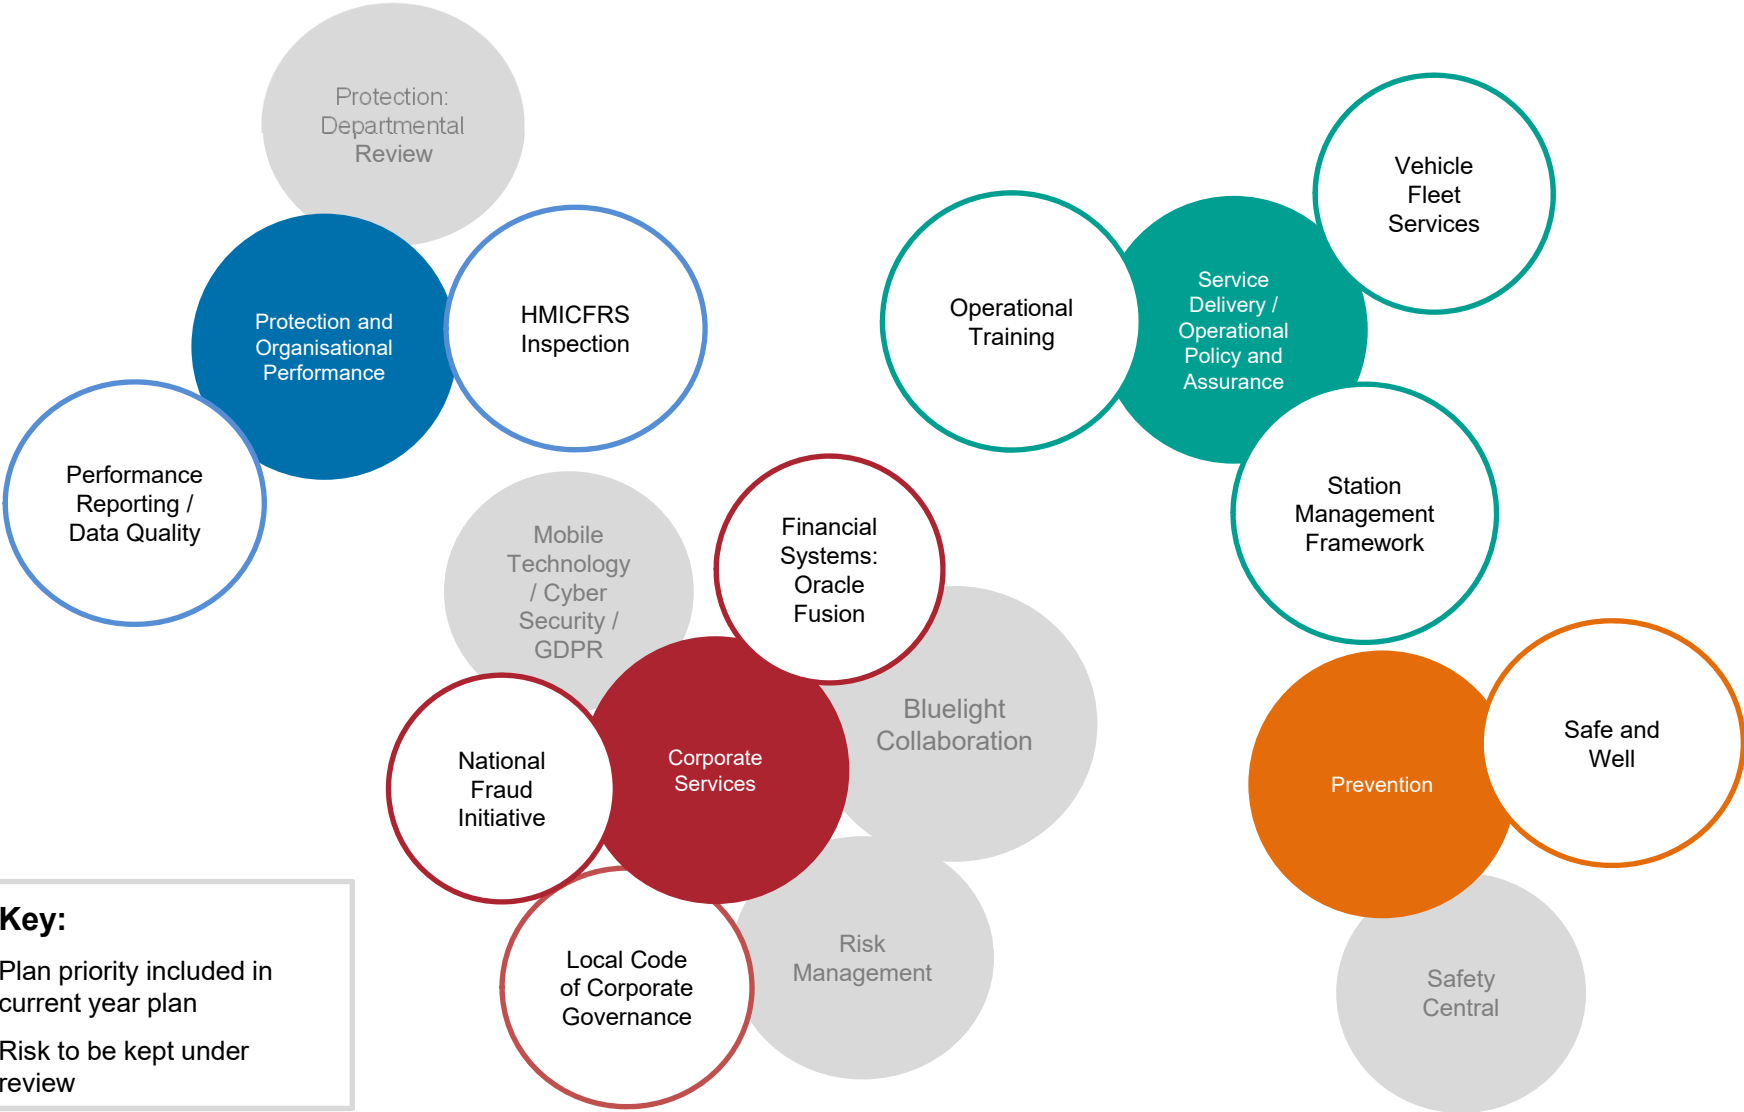 Protection:
Departmental
Review
Protection and
Organisational
Performance
HMICFRS
Inspection
Performance
Reporting /
Data Quality
Vehicle
Fleet
Services
Operational
Training
Service
Delivery /
Operational
Policy and
Assurance
Station
Management
Framework
Mobile
Technology
/ Cyber
Security /
GDPR
Financial
Systems:
Oracle
Fusion
Bluelight
Collaboration
National
Fraud
Initiative
Corporate
Services
Local Code
of Corporate
Governance
Risk
Management
Prevention
Safe and
Well
Safety
Central
Key:
Plan priority included in
current year plan
Risk to be kept under
review